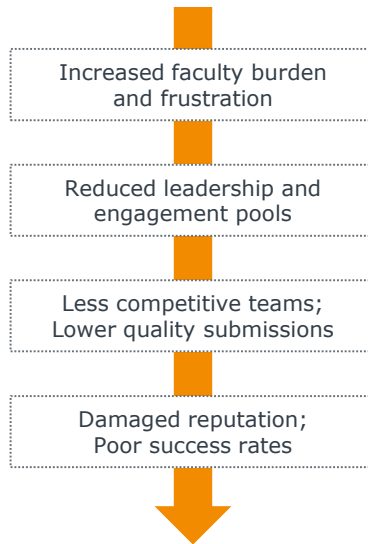 Increased faculty burden
and frustration
Reduced leadership and
engagement pools
Less competitive teams;
Lower quality submissions
Damaged reputation;
Poor success rates